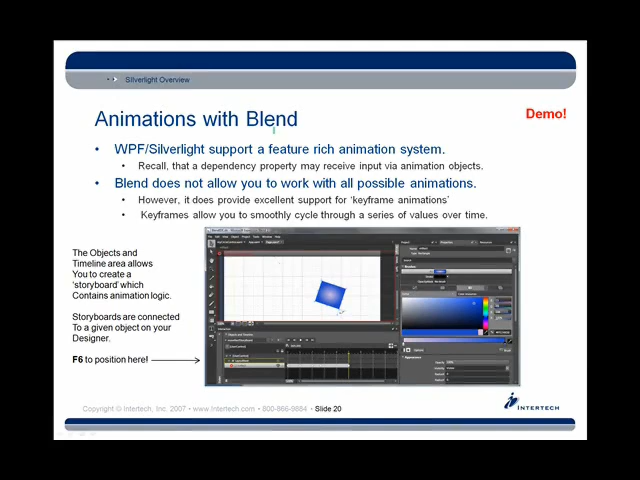 Silverlight Overview
Animations with Blend
Demo!
• WPF/Silverlight support a feature rich animation system.
• Recall, that a dependency property may receive input via animation objects.
• Blend does not allow you to work with all possible animations.
• However, it does provide excellent support for 'keyframe animations'
• Keyframes allow you to smoothly cycle through a series of values over time.
The Objects and
Timeline area allows
You to create a
'storyboard' which
Contains animation logic.
Storyboards are connected
To a given object on your
Designer.
F6 to position here!
Copyright © Intertech, Inc. 2007 • www.Intertech.com • 800-866-9884 • Slide 20
INTERTECH